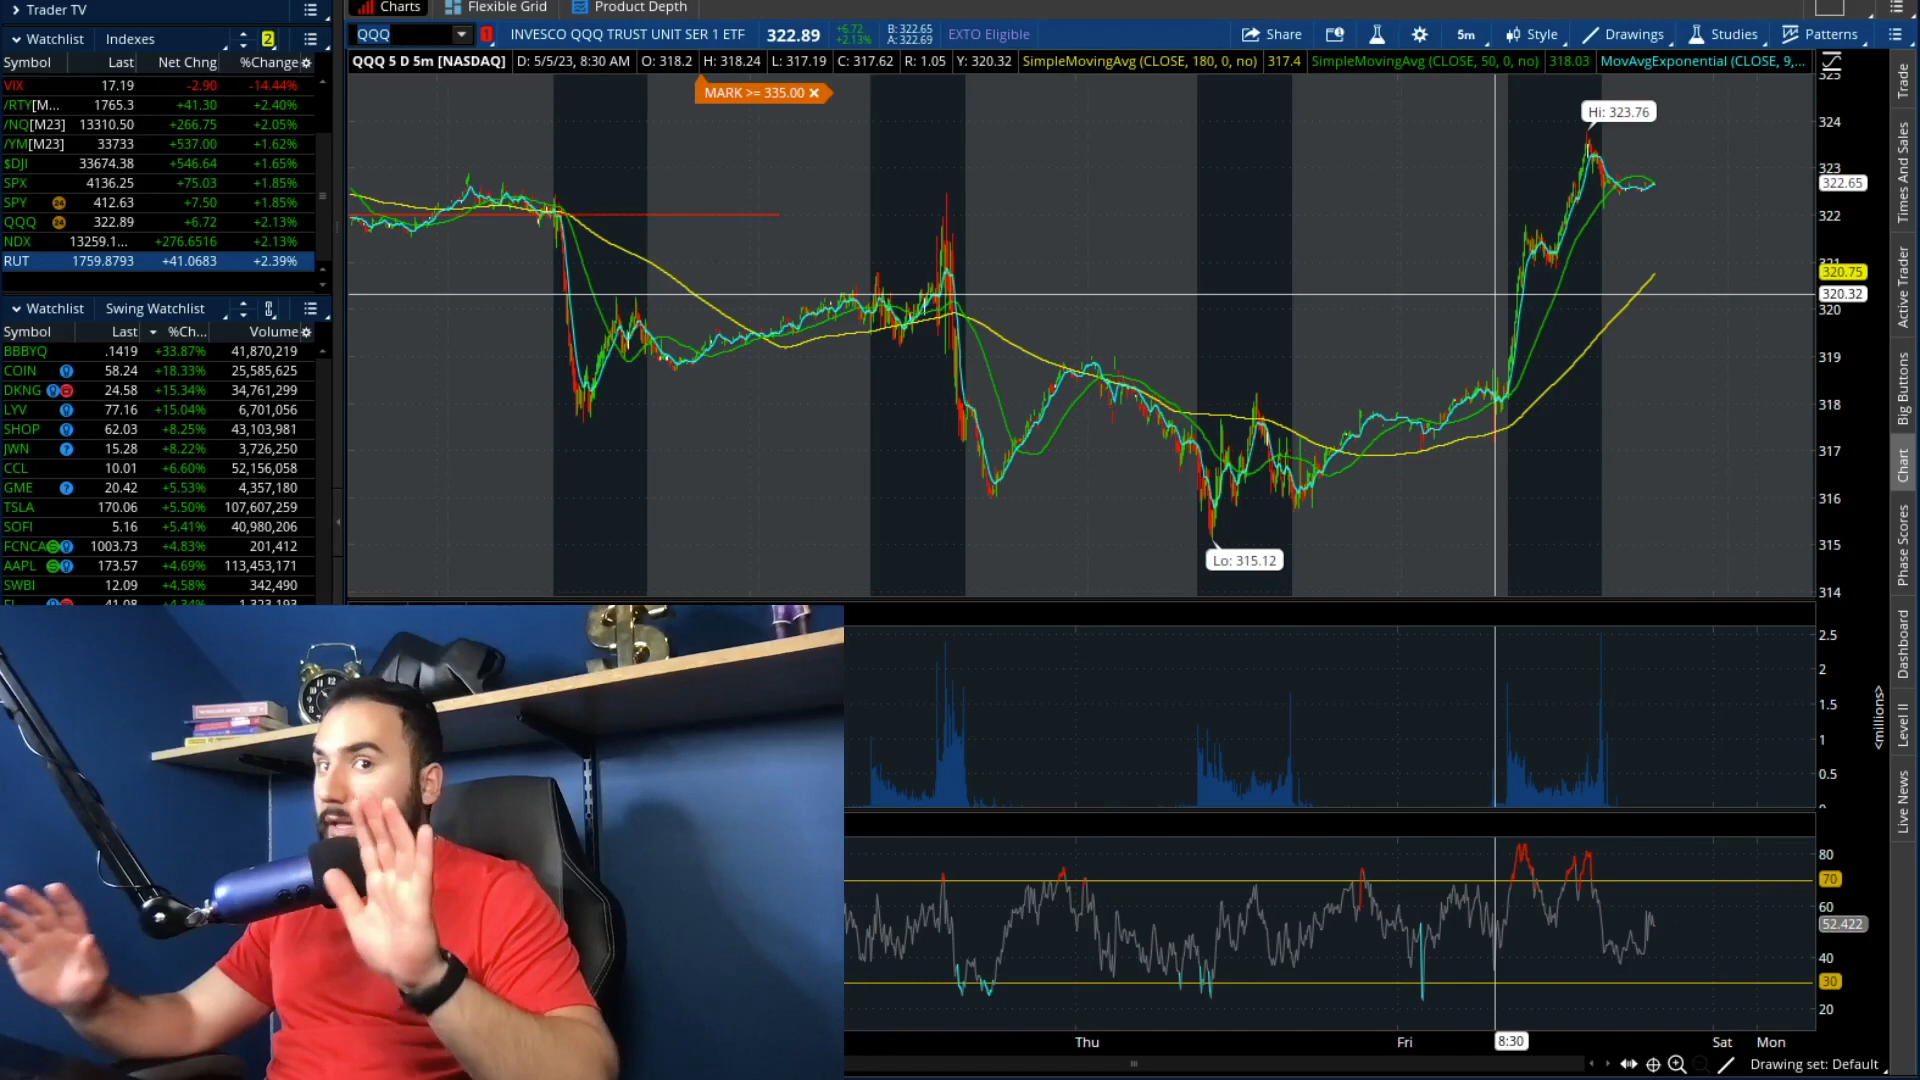 Trader TV
Charts
Flexible Grid
Product Depth
Watchlist
Indexes
2
Symbol Last Net Chng %Change
VIX 17.19 -2.90 -14.44%
/RTY[M... 1765.3 +41.30 +2.40%
/NQ[M23] 13310.50 +266.75 +2.05%
/YM[M23] 33733 +537.00 +1.62%
$DJI 33674.38 +546.64 +1.65%
SPX 4136.25 +75.03 +1.85%
SPY 24 412.63 +7.50 +1.85%
QQQ 24 322.89 +6.72 +2.13%
NDX 13259.1... +276.6516 +2.13%
RUT 1759.8793 +41.0683 +2.39%
Watchlist
Swing Watchlist
Symbol Last %Ch... Volume
BBBYQ .1419 +33.87% 41,870,219
COIN 58.24 +18.33% 25,585,625
DKNG 24.58 +15.34% 34,761,299
LYV 77.16 +15.04% 6,701,056
SHOP 62.03 +8.25% 43,103,981
JWN 15.28 +8.22% 3,726,250
CCL 10.01 +6.60% 52,156,058
GME 20.42 +5.53% 4,357,180
TSLA 170.06 +5.50% 107,607,259
SOFI 5.16 +5.41% 40,980,206
FCNCA 1003.73 +4.83% 201,412
AAPL 173.57 +4.69% 113,453,171
SWBI 12.09 +4.58% 342,490
QQQ
1
INVESCO QQQ TRUST UNIT SER 1 ETF
322.89
+6.72
+2.13%
B: 322.65
A: 322.69
EXTO Eligible
Share
5m
Style
Drawings
Studies
Patterns
QQQ 5 D 5m [NASDAQ] D: 5/5/23, 8:30 AM O: 318.2 H: 318.24 L: 317.19 C: 317.62 R: 1.05 Y: 320.32 SimpleMovingAvg (CLOSE, 180, 0, no) 317.4 SimpleMovingAvg (CLOSE, 50, 0, no) 318.03 MovAvgExponential (CLOSE, 9,...
MARK >= 335.00
Hi: 323.76
Lo: 315.12
324
323
322.65
322
320.75
320.32
320
319
318
317
316
315
314
2.5
2
1.5
1
0.5
<millions>
80
70
60
52.422
40
30
20
Thu
Fri
8:30
Sat
Mon
Drawing set: Default
Trade
Times And Sales
Active Trader
Big Buttons
Chart
Phase Scores
Dashboard
Level II
Live News